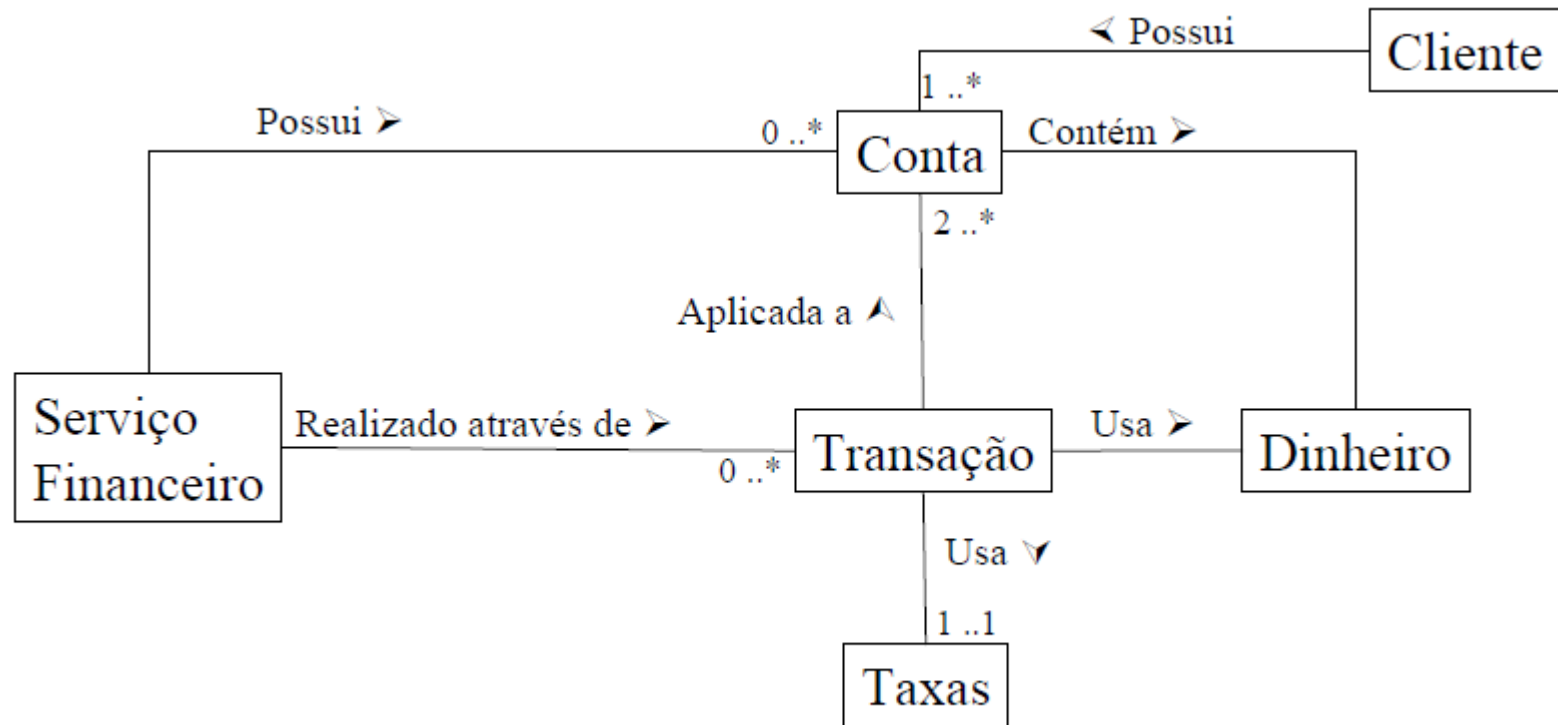 ⮜ Possui
Cliente
1 ..*
Possui ➢
0 ..*
Conta
Contém ➢
2 ..*
Aplicada a ⮝
Serviço
Financeiro
Realizado através de ➢
0 ..*
Transação
Usa ➢
Dinheiro
Usa ⮟
1 ..1
Taxas